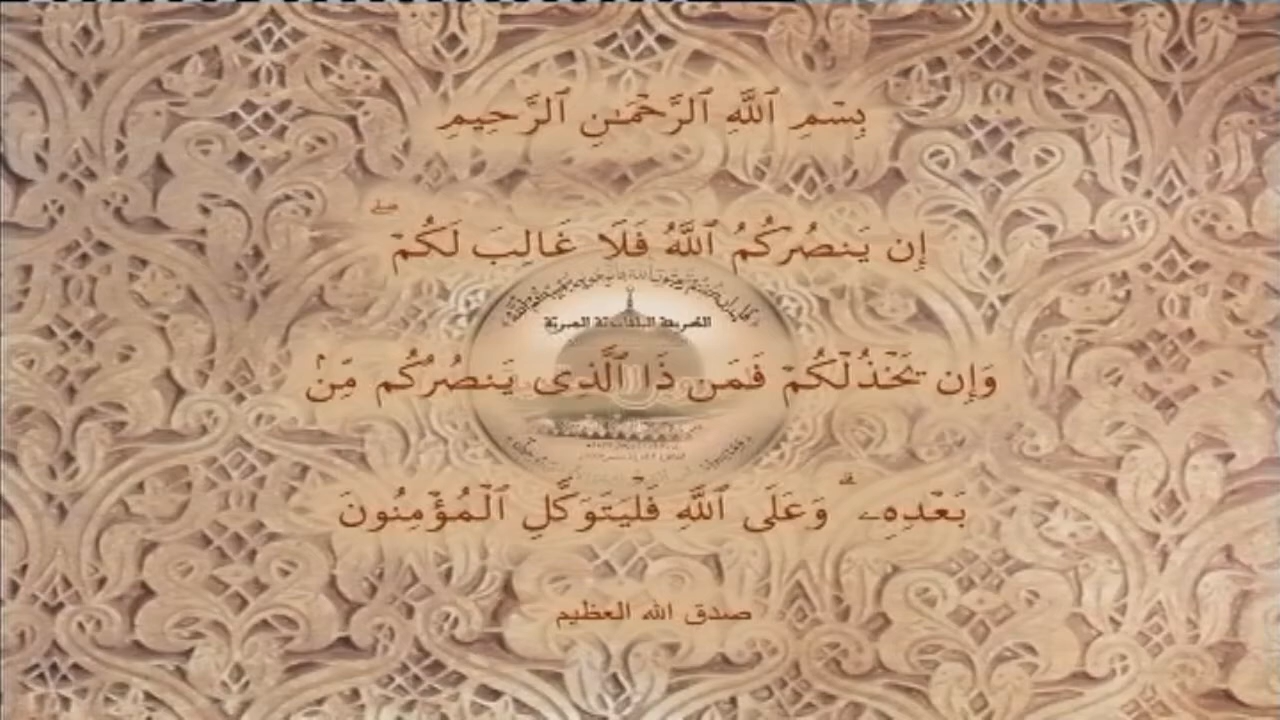 بِسْمِ ٱللَّهِ ٱلرَّحْمَـٰنِ ٱلرَّحِيمِ
إِن يَنصُرْكُمُ ٱللَّهُ فَلَا غَالِبَ لَكُمْ ۖ
وَإِن يَخْذُلْكُمْ فَمَن ذَا ٱلَّذِى يَنصُرُكُم مِّنۢ
بَعْدِهِۦ ۗ وَعَلَى ٱللَّهِ فَلْيَتَوَكَّلِ ٱلْمُؤْمِنُونَ
صدق الله العظيم